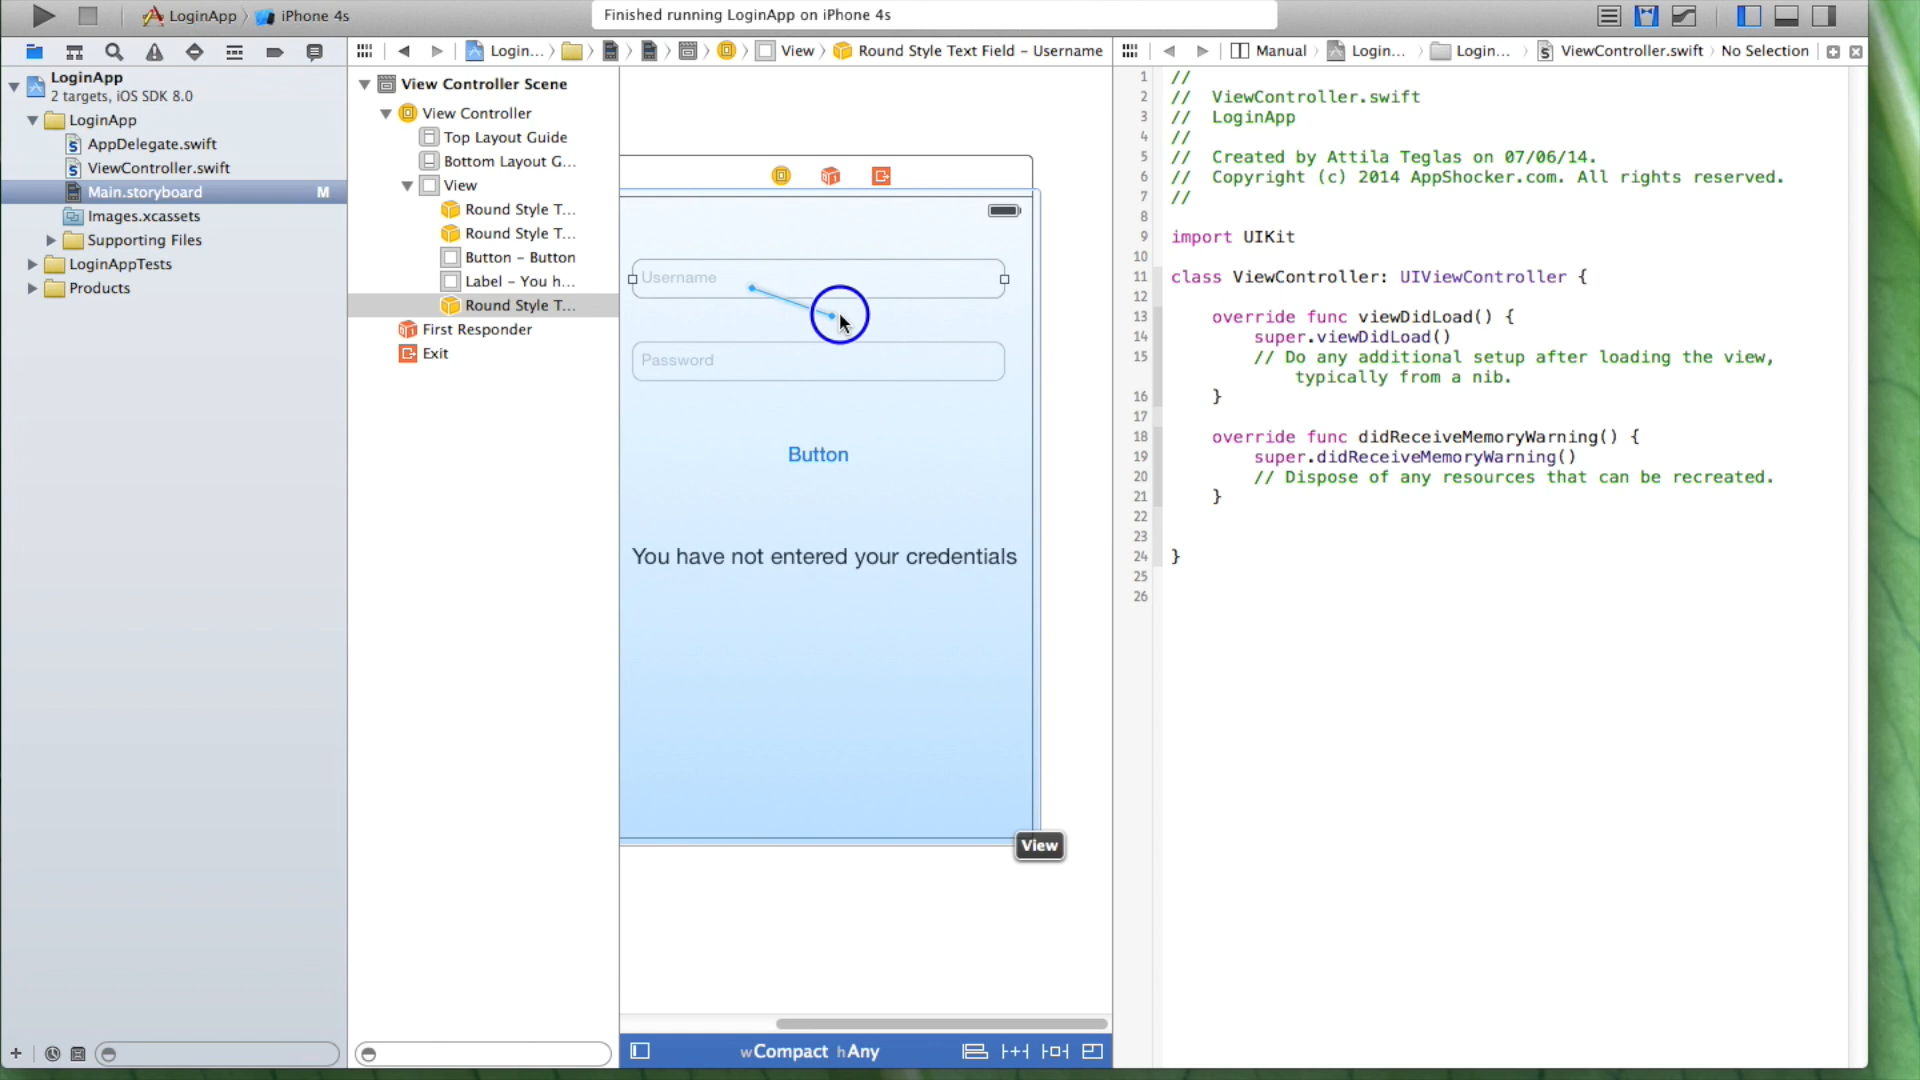 LoginApp
iPhone 4s
Finished running LoginApp on iPhone 4s
Login...
View
Round Style Text Field – Username
Manual
Login...
Login...
ViewController.swift
No Selection
LoginApp
2 targets, iOS SDK 8.0
LoginApp
AppDelegate.swift
ViewController.swift
Main.storyboard
M
Images.xcassets
Supporting Files
LoginAppTests
Products
View Controller Scene
View Controller
Top Layout Guide
Bottom Layout G...
View
Round Style T...
Round Style T...
Button – Button
Label – You h...
Round Style T...
First Responder
Exit
Username
Password
Button
You have not entered your credentials
View
wCompact hAny
1 //
2 //  ViewController.swift
3 //  LoginApp
4 //
5 //  Created by Attila Teglas on 07/06/14.
6 //  Copyright (c) 2014 AppShocker.com. All rights reserved.
7 //
8
9 import UIKit
10
11 class ViewController: UIViewController {
12
13     override func viewDidLoad() {
14         super.viewDidLoad()
15         // Do any additional setup after loading the view,
typically from a nib.
16     }
17
18     override func didReceiveMemoryWarning() {
19         super.didReceiveMemoryWarning()
20         // Dispose of any resources that can be recreated.
21     }
22
23
24 }
25
26